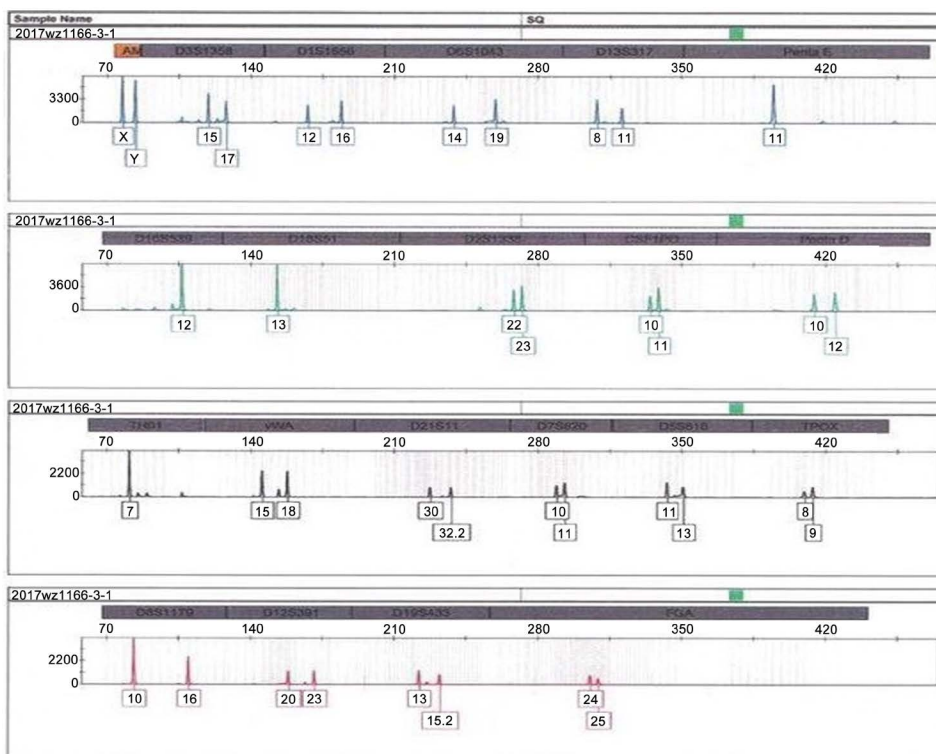 Sample Name SQ
2017wz1166-3-1
AM D3S1358 D1S1656 D6S1043 D13S317 Penta E
70 140 210 280 350 420
3300
0
X 15 12 16 14 19 8 11 11
Y 17
2017wz1166-3-1
D16S539 D18S51 D2S1338 CSF1PO Penta D
70 140 210 280 350 420
3600
0
12 13 22 10 10
23 11 12
2017wz1166-3-1
TH01 vWA D21S11 D7S820 D5S818 TPOX
70 140 210 280 350 420
2200
0
7 15 18 30 10 11 8
32.2 11 13 9
2017wz1166-3-1
D8S1179 D12S391 D19S433 FGA
70 140 210 280 350 420
2200
0
10 16 20 23 13 24
15.2 25